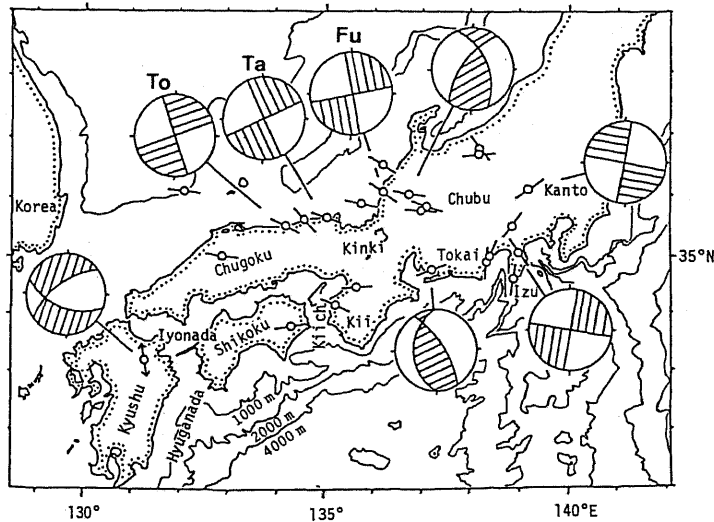 Fu
Ta
To
Korea
Chubu
Kanto
Kinki
Chugoku
Tokai
35°N
Izu
Kii Ch.
Kii
Shikoku
Iyonada
Kyushu
Hyuganada
1000 m
2000 m
4000 m
130°
135°
140°E